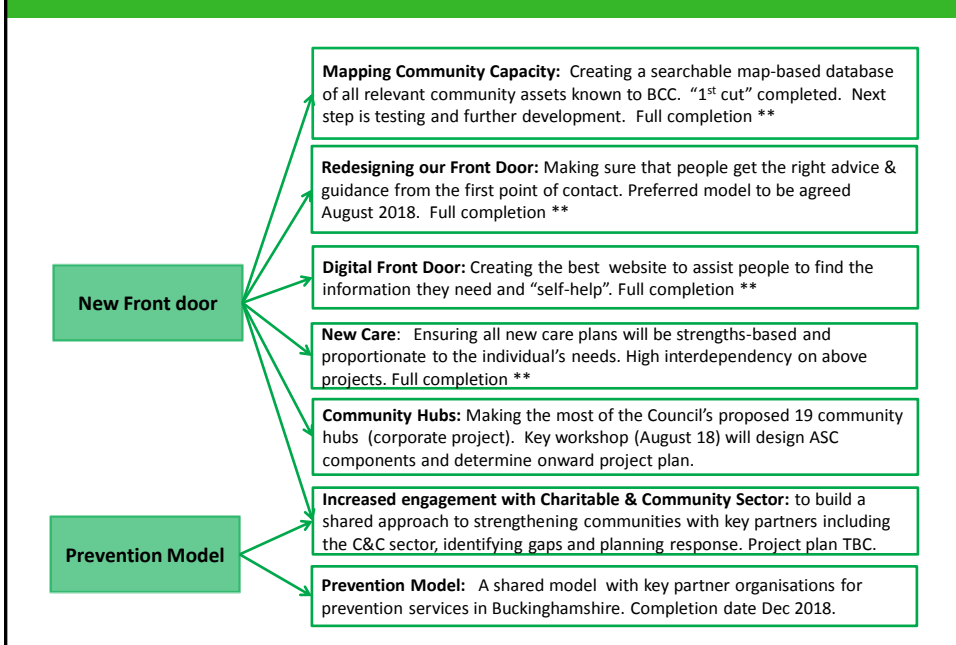 Mapping Community Capacity: Creating a searchable map-based database
of all relevant community assets known to BCC. “1st cut” completed. Next
step is testing and further development. Full completion **
Redesigning our Front Door: Making sure that people get the right advice &
guidance from the first point of contact. Preferred model to be agreed
August 2018. Full completion **
Digital Front Door: Creating the best website to assist people to find the
information they need and “self-help”. Full completion **
New Front door
New Care: Ensuring all new care plans will be strengths-based and
proportionate to the individual’s needs. High interdependency on above
projects. Full completion **
Community Hubs: Making the most of the Council’s proposed 19 community
hubs (corporate project). Key workshop (August 18) will design ASC
components and determine onward project plan.
Increased engagement with Charitable & Community Sector: to build a
shared approach to strengthening communities with key partners including
the C&C sector, identifying gaps and planning response. Project plan TBC.
Prevention Model
Prevention Model: A shared model with key partner organisations for
prevention services in Buckinghamshire. Completion date Dec 2018.